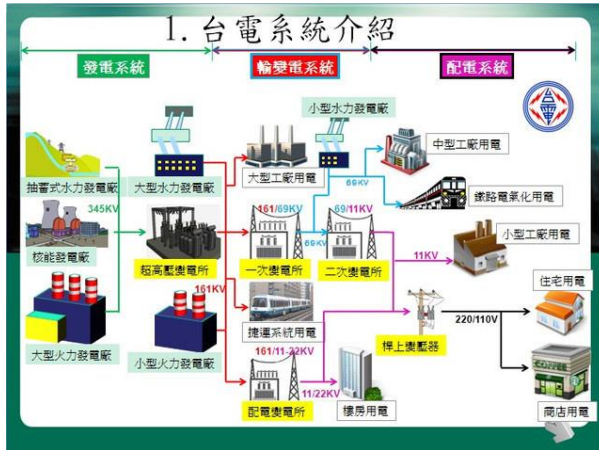 1.台電系統介紹
發電系統
輸變電系統
配電系統
台電
小型水力發電廠
中型工廠用電
抽蓄式水力發電廠
大型水力發電廠
大型工廠用電
69KV
鐵路電氣化用電
345KV
161/69KV
69/11KV
小型工廠用電
核能發電廠
超高壓變電所
一次變電所
69KV
二次變電所
11KV
161KV
住宅用電
大型火力發電廠
小型火力發電廠
捷運系統用電
桿上變壓器
220/110V
161/11-22KV
COFFEE
配電變電所
11/22KV
樓房用電
商店用電